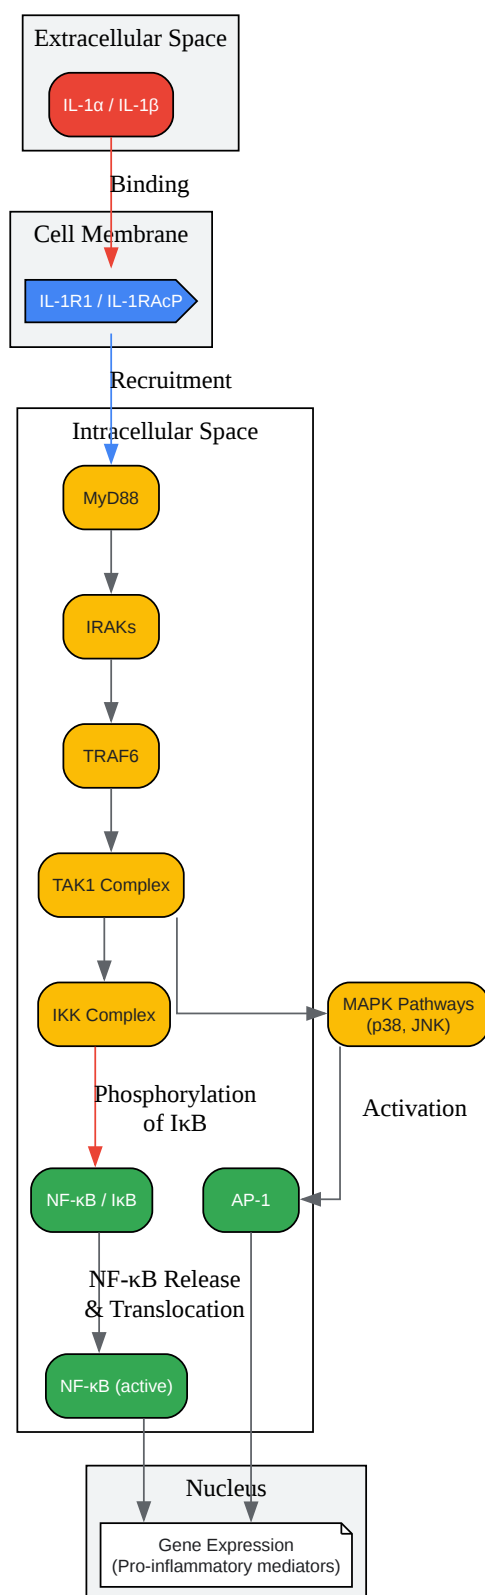 Extracellular Space
IL-1α / IL-1β
Binding
Cell Membrane
IL-1R1 / IL-1RAcP
Recruitment
Intracellular Space
MyD88
IRAKs
TRAF6
TAK1 Complex
IKK Complex
MAPK Pathways
(p38, JNK)
Phosphorylation
of IκB
Activation
NF-κB / IκB
AP-1
NF-κB Release
& Translocation
NF-κB (active)
Nucleus
Gene Expression
(Pro-inflammatory mediators)